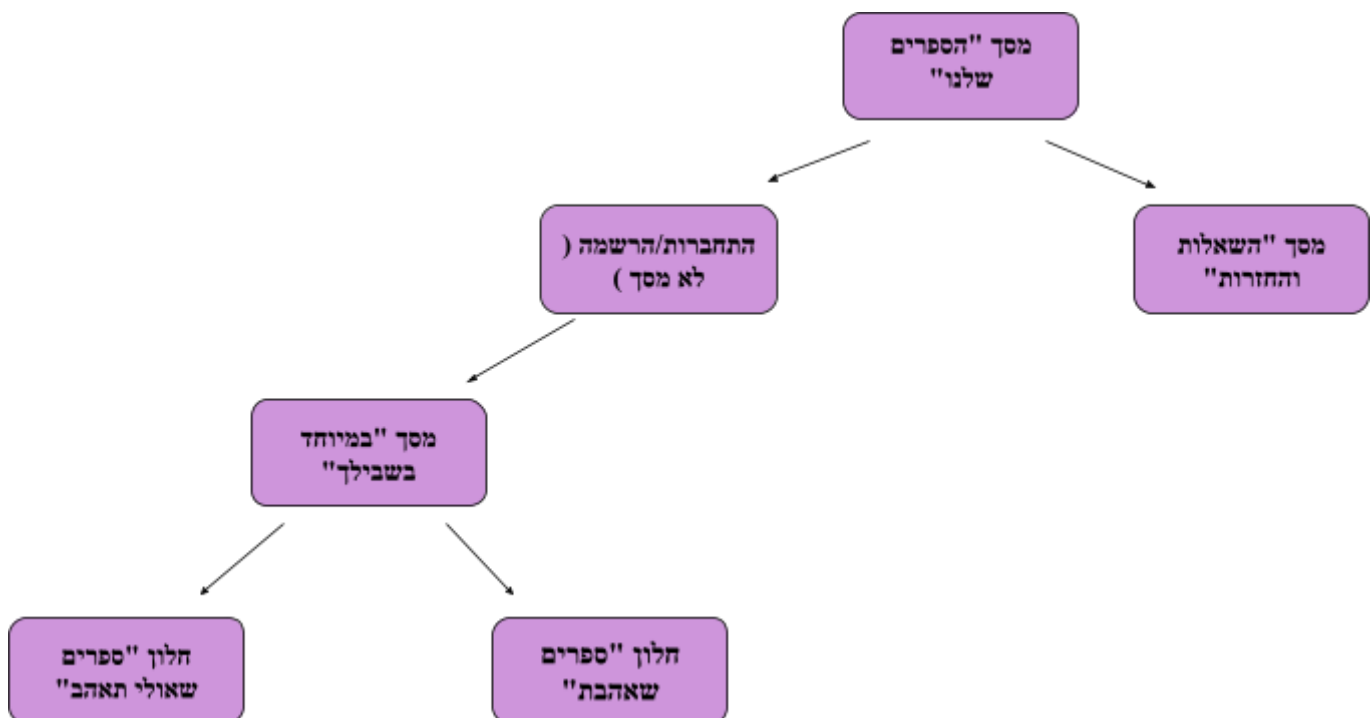 מסך "הספרים
שלנו"
מסך "השאלות
והחזרות"
התחברות/הרשמה (
לא מסך )
מסך "במיוחד
בשבילך"
חלון "ספרים
שאהבת"
חלון "ספרים
שאולי תאהב"